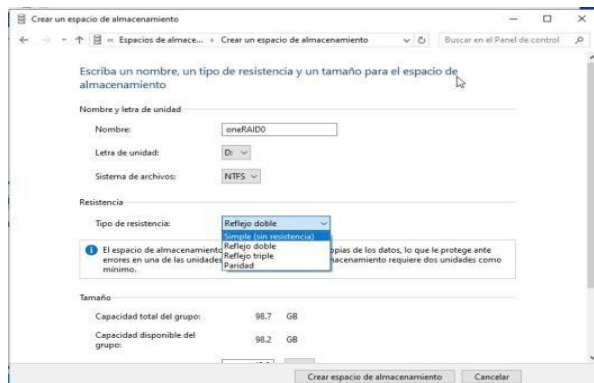 Crear un espacio de almacenamiento
« Espacios de almace... › Crear un espacio de almacenamiento
Buscar en el Panel de control
Escriba un nombre, un tipo de resistencia y un tamaño para el espacio de
almacenamiento
Nombre y letra de unidad
Nombre: oneRAID0
Letra de unidad: D:
Sistema de archivos: NTFS
Resistencia
Tipo de resistencia: Reflejo doble
Simple (sin resistencia)
Reflejo doble
Reflejo triple
Paridad
El espacio de almacenamiento opias de los datos, lo que le protege ante
errores en una de las unidades macenamiento requiere dos unidades como
mínimo.
Tamaño
Capacidad total del grupo: 98.7 GB
Capacidad disponible del
grupo: 98.2 GB
Crear espacio de almacenamiento Cancelar